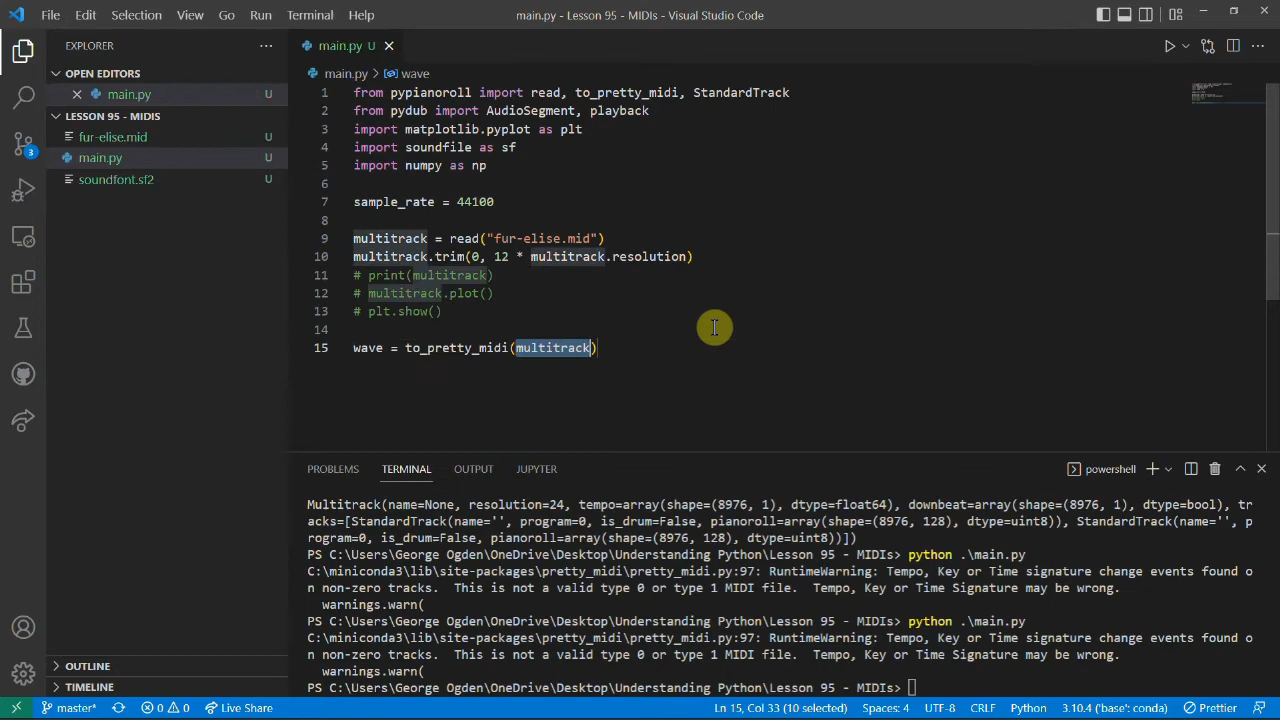 File Edit Selection View Go Run Terminal Help main.py - Lesson 95 - MIDIs - Visual Studio Code
EXPLORER
OPEN EDITORS
main.py U
LESSON 95 - MIDIS
fur-elise.mid U
main.py U
soundfont.sf2 U
3
OUTLINE
TIMELINE
main.py U
main.py > wave
1 from pypianoroll import read, to_pretty_midi, StandardTrack
2 from pydub import AudioSegment, playback
3 import matplotlib.pyplot as plt
4 import soundfile as sf
5 import numpy as np
6
7 sample_rate = 44100
8
9 multitrack = read("fur-elise.mid")
10 multitrack.trim(0, 12 * multitrack.resolution)
11 # print(multitrack)
12 # multitrack.plot()
13 # plt.show()
14
15 wave = to_pretty_midi(multitrack)
PROBLEMS TERMINAL OUTPUT JUPYTER powershell
Multitrack(name=None, resolution=24, tempo=array(shape=(8976, 1), dtype=float64), downbeat=array(shape=(8976, 1), dtype=bool), tr
acks=[StandardTrack(name='', program=0, is_drum=False, pianoroll=array(shape=(8976, 128), dtype=uint8)), StandardTrack(name='', p
rogram=0, is_drum=False, pianoroll=array(shape=(8976, 128), dtype=uint8))])
PS C:\Users\George Ogden\OneDrive\Desktop\Understanding Python\Lesson 95 - MIDIs> python .\main.py
C:\miniconda3\lib\site-packages\pretty_midi\pretty_midi.py:97: RuntimeWarning: Tempo, Key or Time signature change events found o
n non-zero tracks.  This is not a valid type 0 or type 1 MIDI file.  Tempo, Key or Time Signature may be wrong.
warnings.warn(
PS C:\Users\George Ogden\OneDrive\Desktop\Understanding Python\Lesson 95 - MIDIs> python .\main.py
C:\miniconda3\lib\site-packages\pretty_midi\pretty_midi.py:97: RuntimeWarning: Tempo, Key or Time signature change events found o
n non-zero tracks.  This is not a valid type 0 or type 1 MIDI file.  Tempo, Key or Time Signature may be wrong.
warnings.warn(
PS C:\Users\George Ogden\OneDrive\Desktop\Understanding Python\Lesson 95 - MIDIs>
master* 0 0 Live Share Ln 15, Col 33 (10 selected) Spaces: 4 UTF-8 CRLF Python 3.10.4 ('base': conda) Prettier